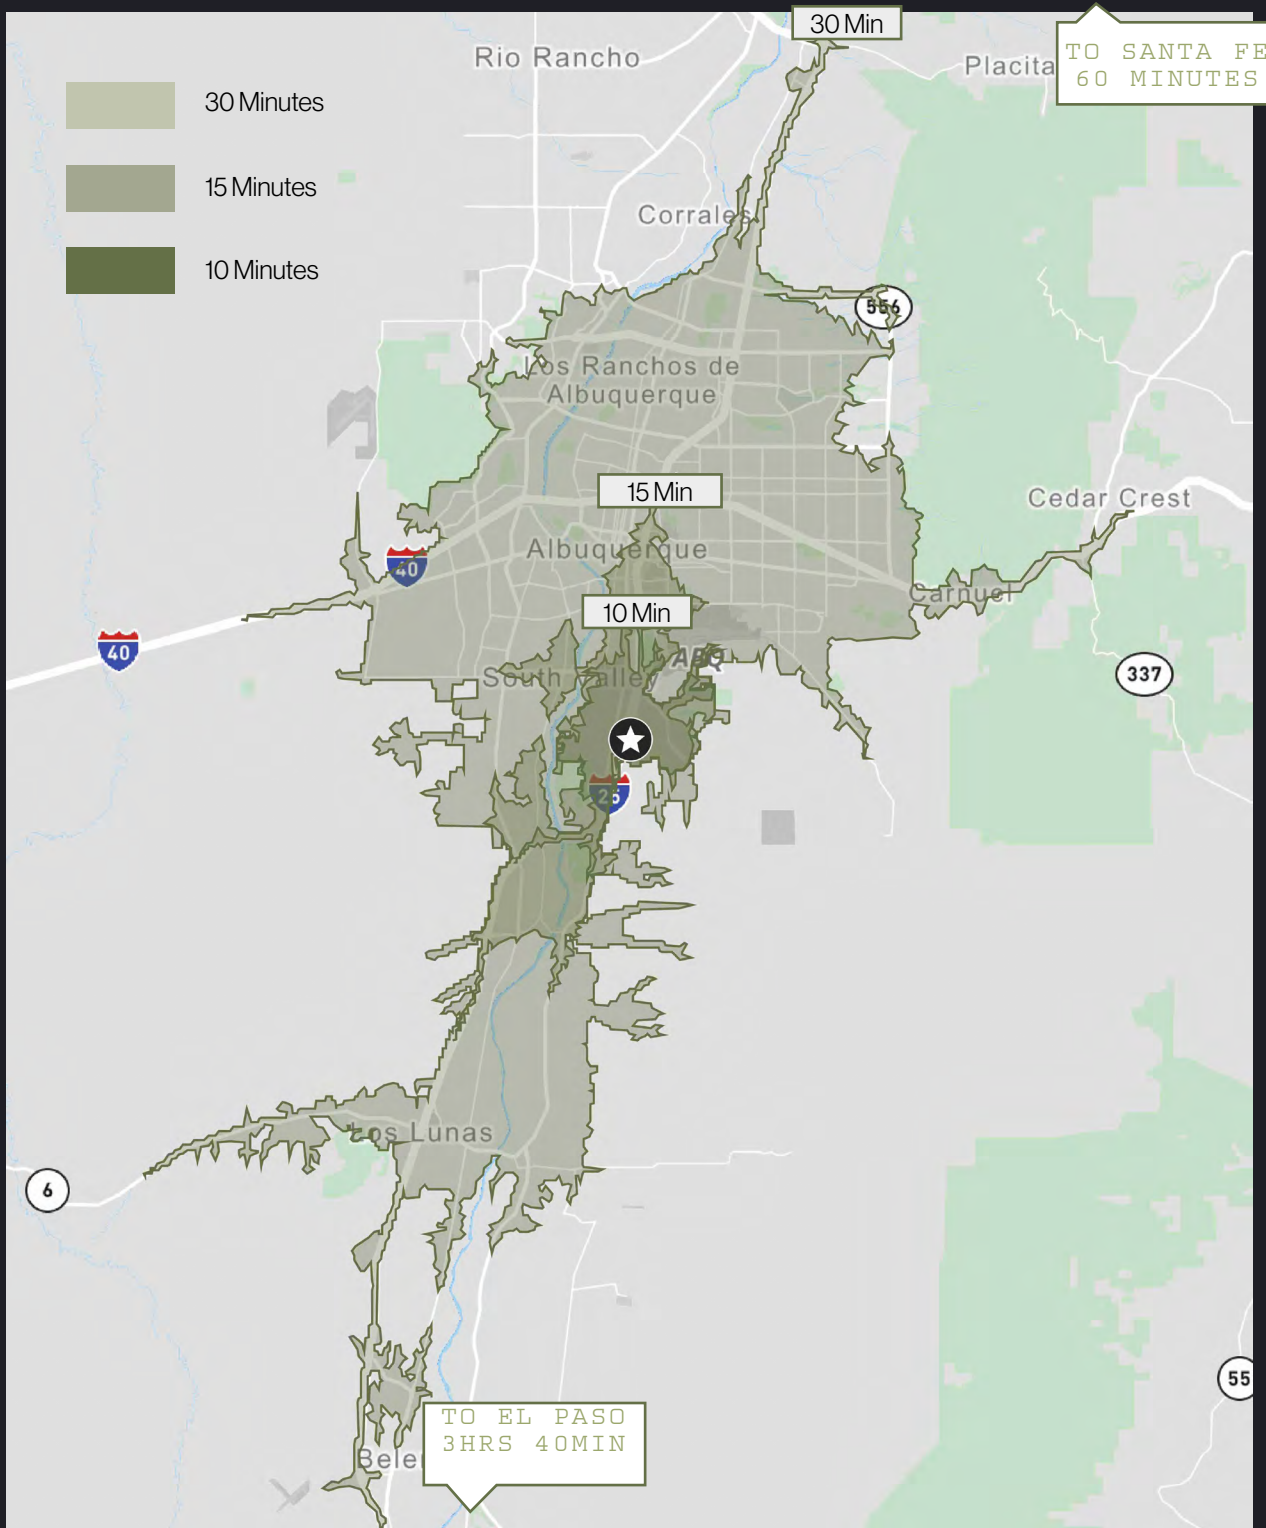 30 Min
TO SANTA FE
60 MINUTES
Rio Rancho
Placita
30 Minutes
15 Minutes
10 Minutes
Corrales
556
Los Ranchos de
Albuquerque
15 Min
Cedar Crest
Albuquerque
40
Carnuel
10 Min
40
ABQ
South Valley
337
25
Los Lunas
6
55
TO EL PASO
3HRS 40MIN
Bele